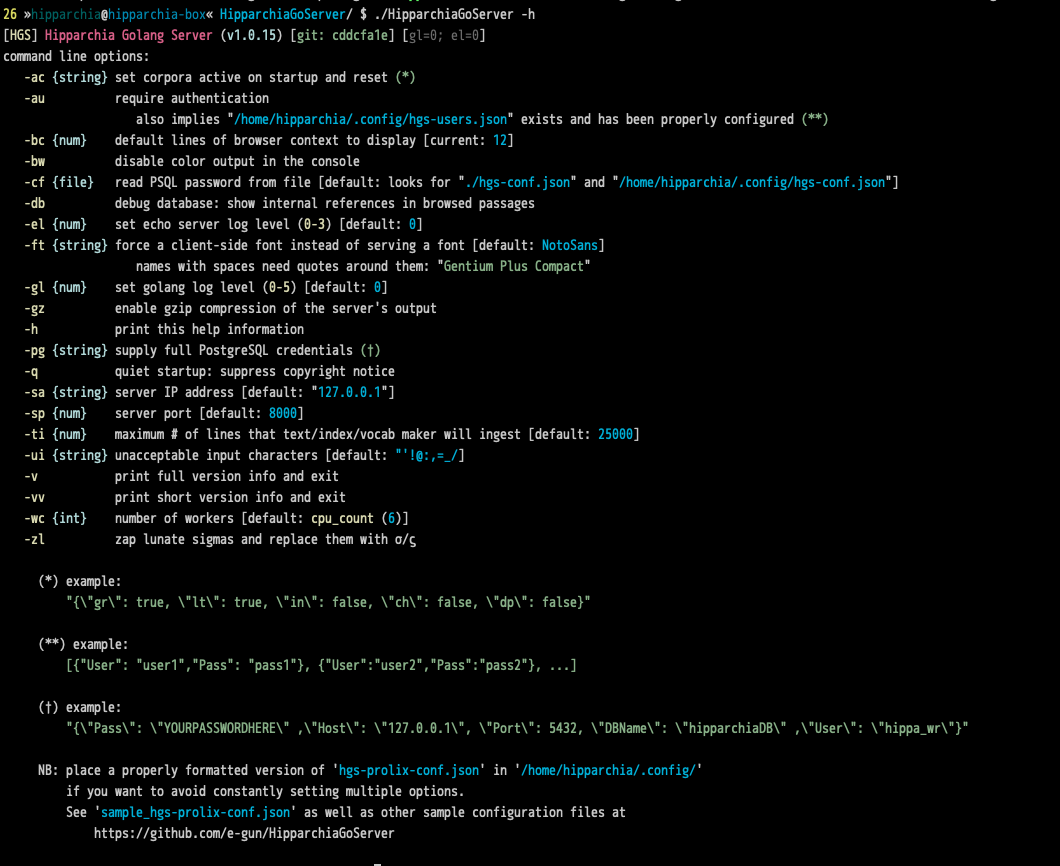 26 »hipparchia@hipparchia-box« HipparchiaGoServer/ $ ./HipparchiaGoServer -h
[HGS] Hipparchia Golang Server (v1.0.15) [git: cddcfa1e] [gl=0; el=0]
command line options:
   -ac {string} set corpora active on startup and reset (*)
   -au          require authentication
                   also implies "/home/hipparchia/.config/hgs-users.json" exists and has been properly configured (**)
   -bc {num}    default lines of browser context to display [current: 12]
   -bw          disable color output in the console
   -cf {file}   read PSQL password from file [default: looks for "./hgs-conf.json" and "/home/hipparchia/.config/hgs-conf.json"]
   -db          debug database: show internal references in browsed passages
   -el {num}    set echo server log level (0-3) [default: 0]
   -ft {string} force a client-side font instead of serving a font [default: NotoSans]
                   names with spaces need quotes around them: "Gentium Plus Compact"
   -gl {num}    set golang log level (0-5) [default: 0]
   -gz          enable gzip compression of the server's output
   -h           print this help information
   -pg {string} supply full PostgreSQL credentials (†)
   -q           quiet startup: suppress copyright notice
   -sa {string} server IP address [default: "127.0.0.1"]
   -sp {num}    server port [default: 8000]
   -ti {num}    maximum # of lines that text/index/vocab maker will ingest [default: 25000]
   -ui {string} unacceptable input characters [default: "'!@:,=_/]
   -v           print full version info and exit
   -vv          print short version info and exit
   -wc {int}    number of workers [default: cpu_count (6)]
   -zl          zap lunate sigmas and replace them with σ/ς
     (*) example:
         "{\"gr\": true, \"lt\": true, \"in\": false, \"ch\": false, \"dp\": false}"
     (**) example:
         [{"User": "user1","Pass": "pass1"}, {"User":"user2","Pass":"pass2"}, ...]
     (†) example:
         "{\"Pass\": \"YOURPASSWORDHERE\" ,\"Host\": \"127.0.0.1\", \"Port\": 5432, \"DBName\": \"hipparchiaDB\" ,\"User\": \"hippa_wr\"}"
     NB: place a properly formatted version of 'hgs-prolix-conf.json' in '/home/hipparchia/.config/'
         if you want to avoid constantly setting multiple options.
         See 'sample_hgs-prolix-conf.json' as well as other sample configuration files at
             https://github.com/e-gun/HipparchiaGoServer